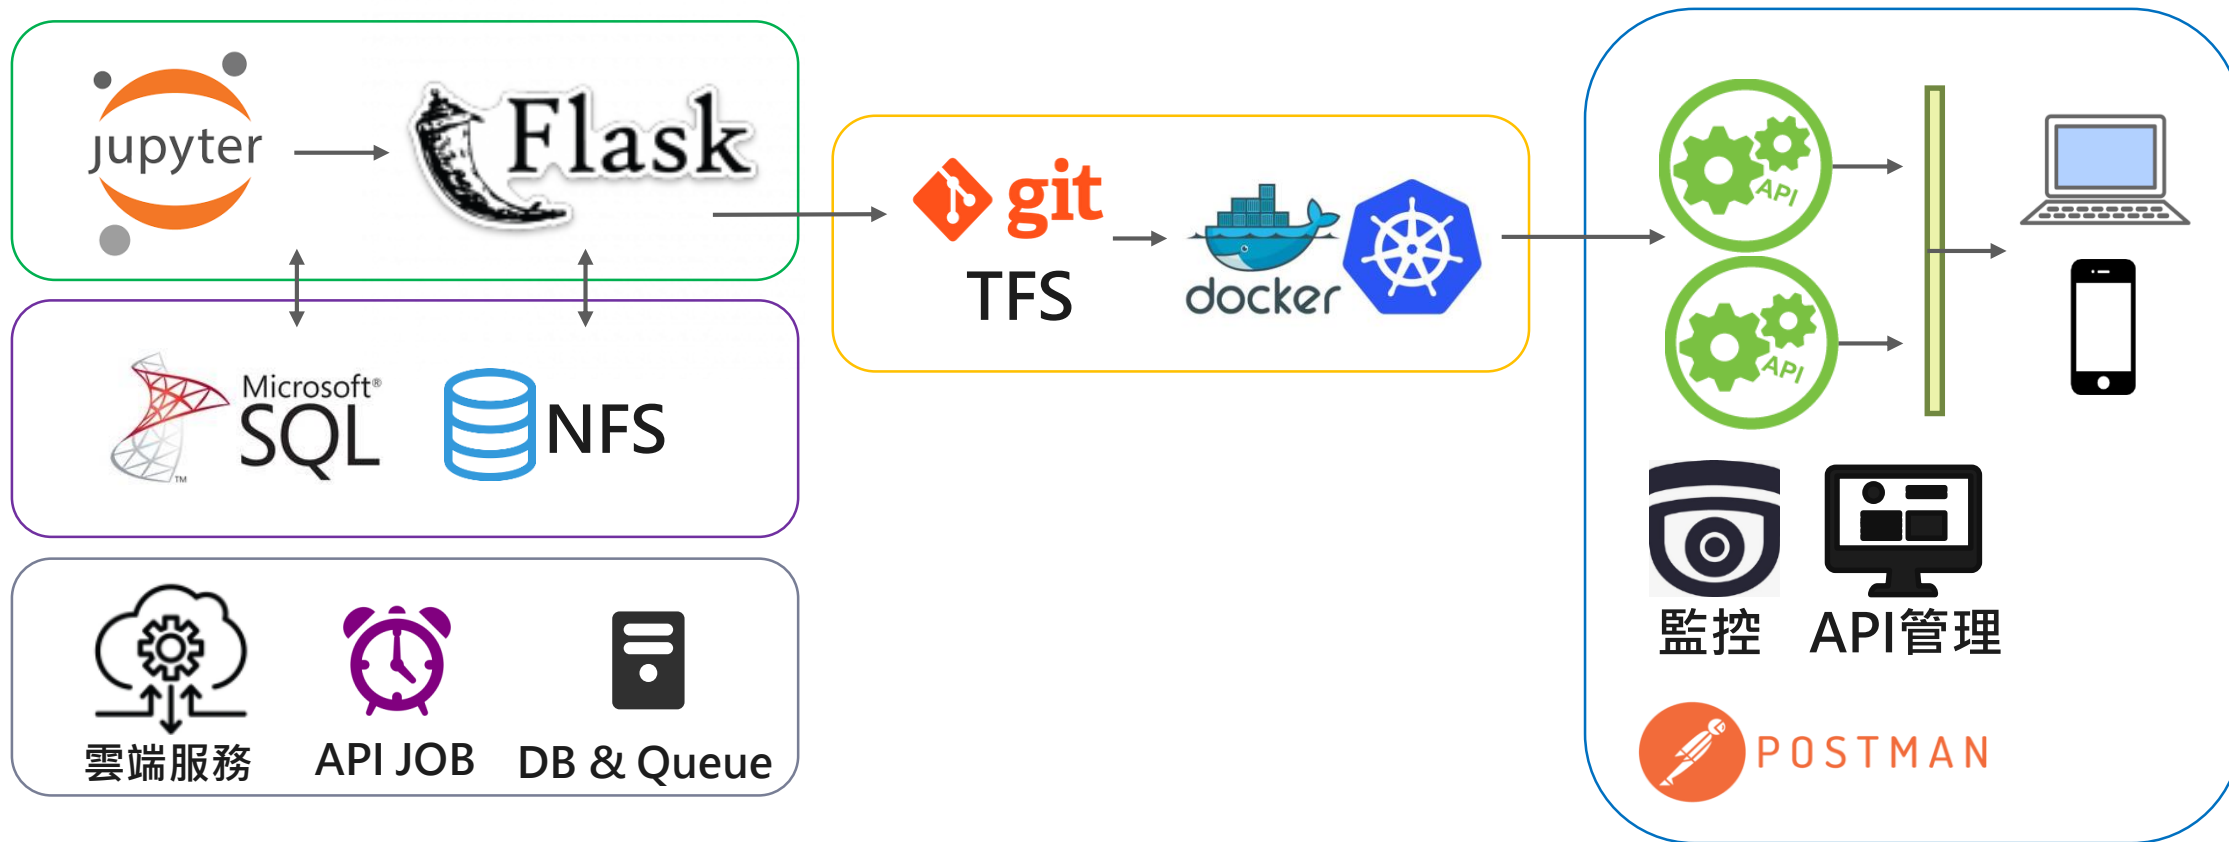 jupyter
Flask
Microsoft®
SQL
TM
NFS
雲端服務
API JOB
DB & Queue
git
TFS
docker
API
API
監控
API管理
POSTMAN